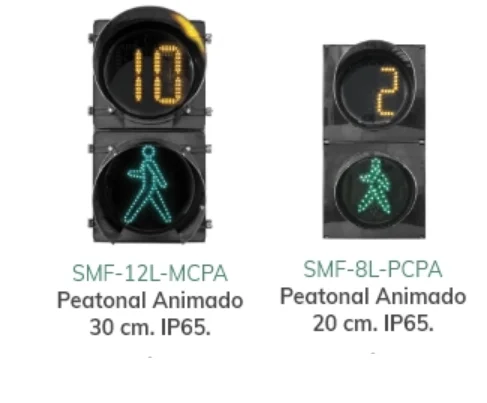 10
2
SMF-12L-MCPA
Peatonal Animado
30 cm. IP65.
SMF-8L-PCPA
Peatonal Animado
20 cm. IP65.